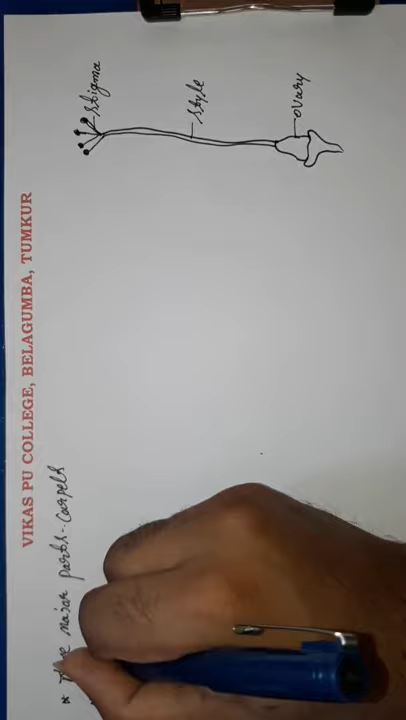 VIKAS PU COLLEGE, BELAGUMBA, TUMKUR
stigma
style
ovary
major parts - carpels